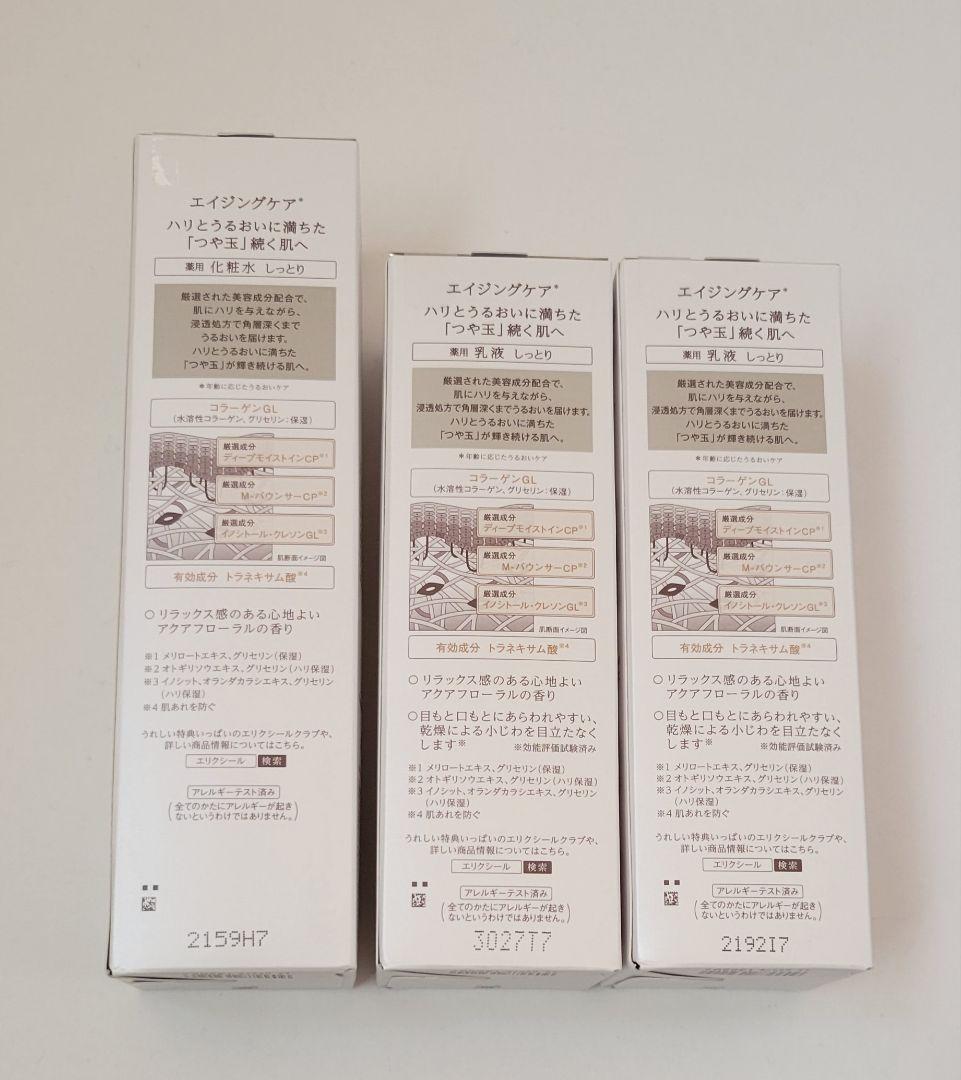 エイジングケア*
ハリとうるおいに満ちた
「つや玉」続く肌へ
薬用 化粧水 しっとり
厳選された美容成分配合で、
肌にハリを与えながら、
浸透処方で角層深くまで
うるおいを届けます。
ハリとうるおいに満ちた
「つや玉」が輝き続ける肌へ。
*年齢に応じたうるおいケア
コラーゲンGL
(水溶性コラーゲン、グリセリン:保湿)
厳選成分
ディープモイストインCP※1
厳選成分
M-バウンサーCP※2
厳選成分
イノシトール・クレソンGL※3
肌断面イメージ図
有効成分 トラネキサム酸※4
○リラックス感のある心地よい
アクアフローラルの香り
※1 メリロートエキス、グリセリン(保湿)
※2 オトギリソウエキス、グリセリン(ハリ保湿)
※3 イノシット、オランダカラシエキス、グリセリン
(ハリ保湿)
※4 肌あれを防ぐ
うれしい特典いっぱいのエリクシールクラブや、
詳しい商品情報についてはこちら。
エリクシール 検索
アレルギーテスト済み
(全てのかたにアレルギーが起き
ないというわけではありません。)
2159H7
エイジングケア*
ハリとうるおいに満ちた
「つや玉」続く肌へ
薬用 乳液 しっとり
厳選された美容成分配合で、
肌にハリを与えながら、
浸透処方で角層深くまでうるおいを届けます。
ハリとうるおいに満ちた
「つや玉」が輝き続ける肌へ。
*年齢に応じたうるおいケア
コラーゲンGL
(水溶性コラーゲン、グリセリン:保湿)
厳選成分
ディープモイストインCP※1
厳選成分
M-バウンサーCP※2
厳選成分
イノシトール・クレソンGL※3
肌断面イメージ図
有効成分 トラネキサム酸※4
○リラックス感のある心地よい
アクアフローラルの香り
○目もと口もとにあらわれやすい、
乾燥による小じわを目立たなく
します※ ※効能評価試験済み
※1 メリロートエキス、グリセリン(保湿)
※2 オトギリソウエキス、グリセリン(ハリ保湿)
※3 イノシット、オランダカラシエキス、グリセリン
(ハリ保湿)
※4 肌あれを防ぐ
うれしい特典いっぱいのエリクシールクラブや、
詳しい商品情報についてはこちら。
エリクシール 検索
アレルギーテスト済み
(全てのかたにアレルギーが起き
ないというわけではありません。)
3027T7
エイジングケア*
ハリとうるおいに満ちた
「つや玉」続く肌へ
薬用 乳液 しっとり
厳選された美容成分配合で、
肌にハリを与えながら、
浸透処方で角層深くまでうるおいを届けます。
ハリとうるおいに満ちた
「つや玉」が輝き続ける肌へ。
*年齢に応じたうるおいケア
コラーゲンGL
(水溶性コラーゲン、グリセリン:保湿)
厳選成分
ディープモイストインCP※1
厳選成分
M-バウンサーCP※2
厳選成分
イノシトール・クレソンGL※3
肌断面イメージ図
有効成分 トラネキサム酸※4
○リラックス感のある心地よい
アクアフローラルの香り
○目もと口もとにあらわれやすい、
乾燥による小じわを目立たなく
します※ ※効能評価試験済み
※1 メリロートエキス、グリセリン(保湿)
※2 オトギリソウエキス、グリセリン(ハリ保湿)
※3 イノシット、オランダカラシエキス、グリセリン
(ハリ保湿)
※4 肌あれを防ぐ
うれしい特典いっぱいのエリクシールクラブや、
詳しい商品情報についてはこちら。
エリクシール 検索
アレルギーテスト済み
(全てのかたにアレルギーが起き
ないというわけではありません。)
2192I7